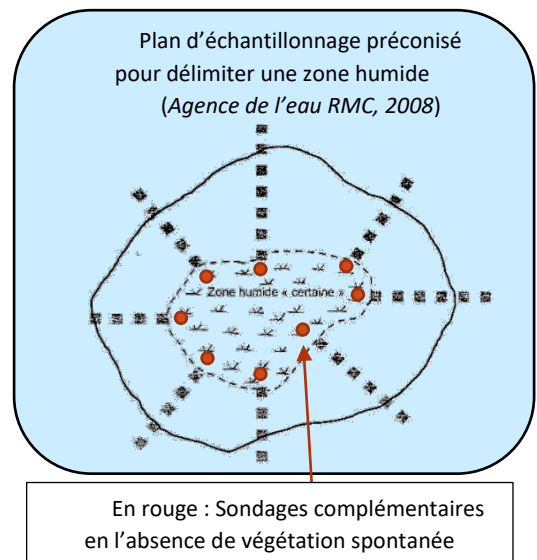 Plan d’échantillonnage préconisé
pour délimiter une zone humide
(Agence de l’eau RMC, 2008)
Zone humide « certaine »
En rouge : Sondages complémentaires
en l’absence de végétation spontanée